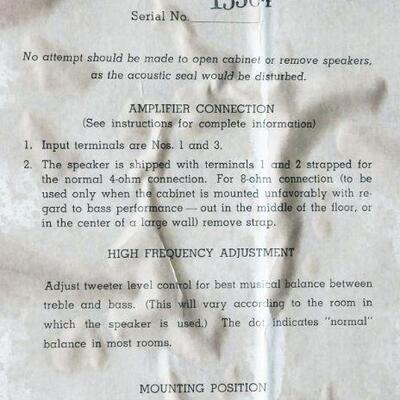 Serial No.
No attempt should be made to open cabinet or remove speakers,
as the acoustic seal would be disturbed.
AMPLIFIER CONNECTION
(See instructions for complete information)
1. Input terminals are Nos. 1 and 3.
2. The speaker is shipped with terminals 1 and 2 strapped for
the normal 4-ohm connection. For 8-ohm connection (to be
used only when the cabinet is mounted unfavorably with re-
gard to bass performance — out in the middle of the floor, or
in the center of a large wall) remove strap.
HIGH FREQUENCY ADJUSTMENT
Adjust tweeter level control for best musical balance between
treble and bass. (This will vary according to the room in
which the speaker is used.) The dot indicates "normal"
balance in most rooms.
MOUNTING POSITION